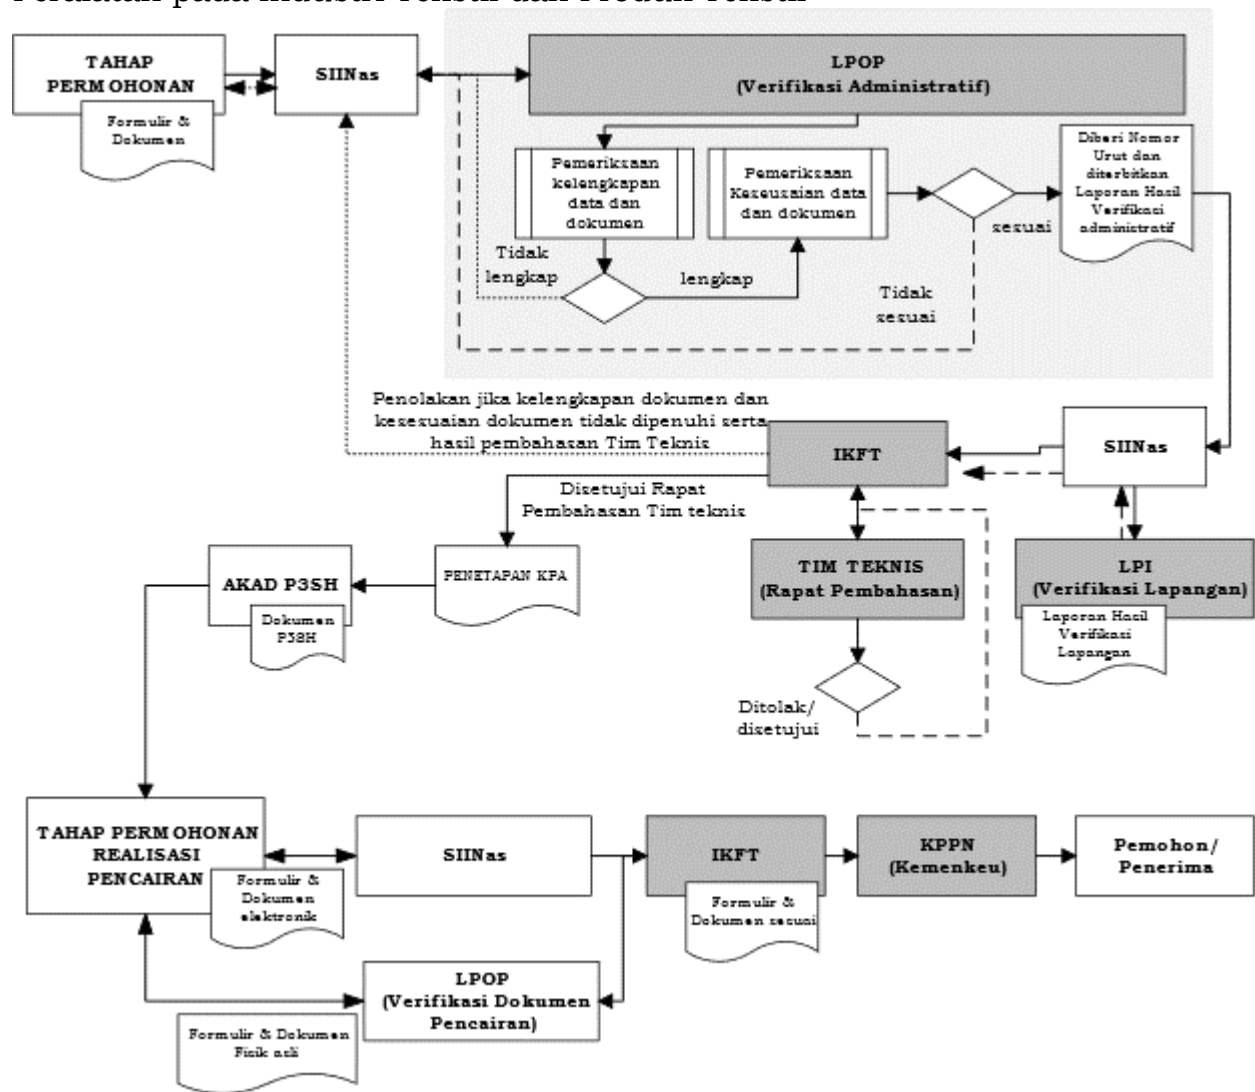 TAHAP
PERMOHONAN
Formulir &
Dokumen
SIINas
LPOP
(Verifikasi Administratif)
Pemeriksaan
kelengkapan
data dan
dokumen
Pemeriksaan
Keseusaian data
dan dokumen
sesuai
Diberi Nomor
Urut dan
diterbitkan
Laporan Hasil
Verifikasi
administratif
Tidak
lengkap
lengkap
Tidak
sesuai
Penolakan jika kelengkapan dokumen dan
kesesuaian dokumen tidak dipenuhi serta
hasil pembahasan Tim Teknis
IKFT
SIINas
Disetujui Rapat
Pembahasan Tim teknis
AKAD P3SH
Dokumen
P3SH
PENETAPAN KPA
TIM TEKNIS
(Rapat Pembahasan)
LPI
(Verifikasi Lapangan)
Laporan Hasil
Verifikasi
Lapangan
Ditolak/
disetujui
TAHAP PERMOHONAN
REALISASI
PENCAIRAN
Formulir &
Dokumen
elektronik
SIINas
IKFT
Formulir &
Dokumen sesuai
KPPN
(Kemenkeu)
Pemohon/
Penerima
LPOP
(Verifikasi Dokumen
Pencairan)
Formulir & Dokumen
Fisik asli